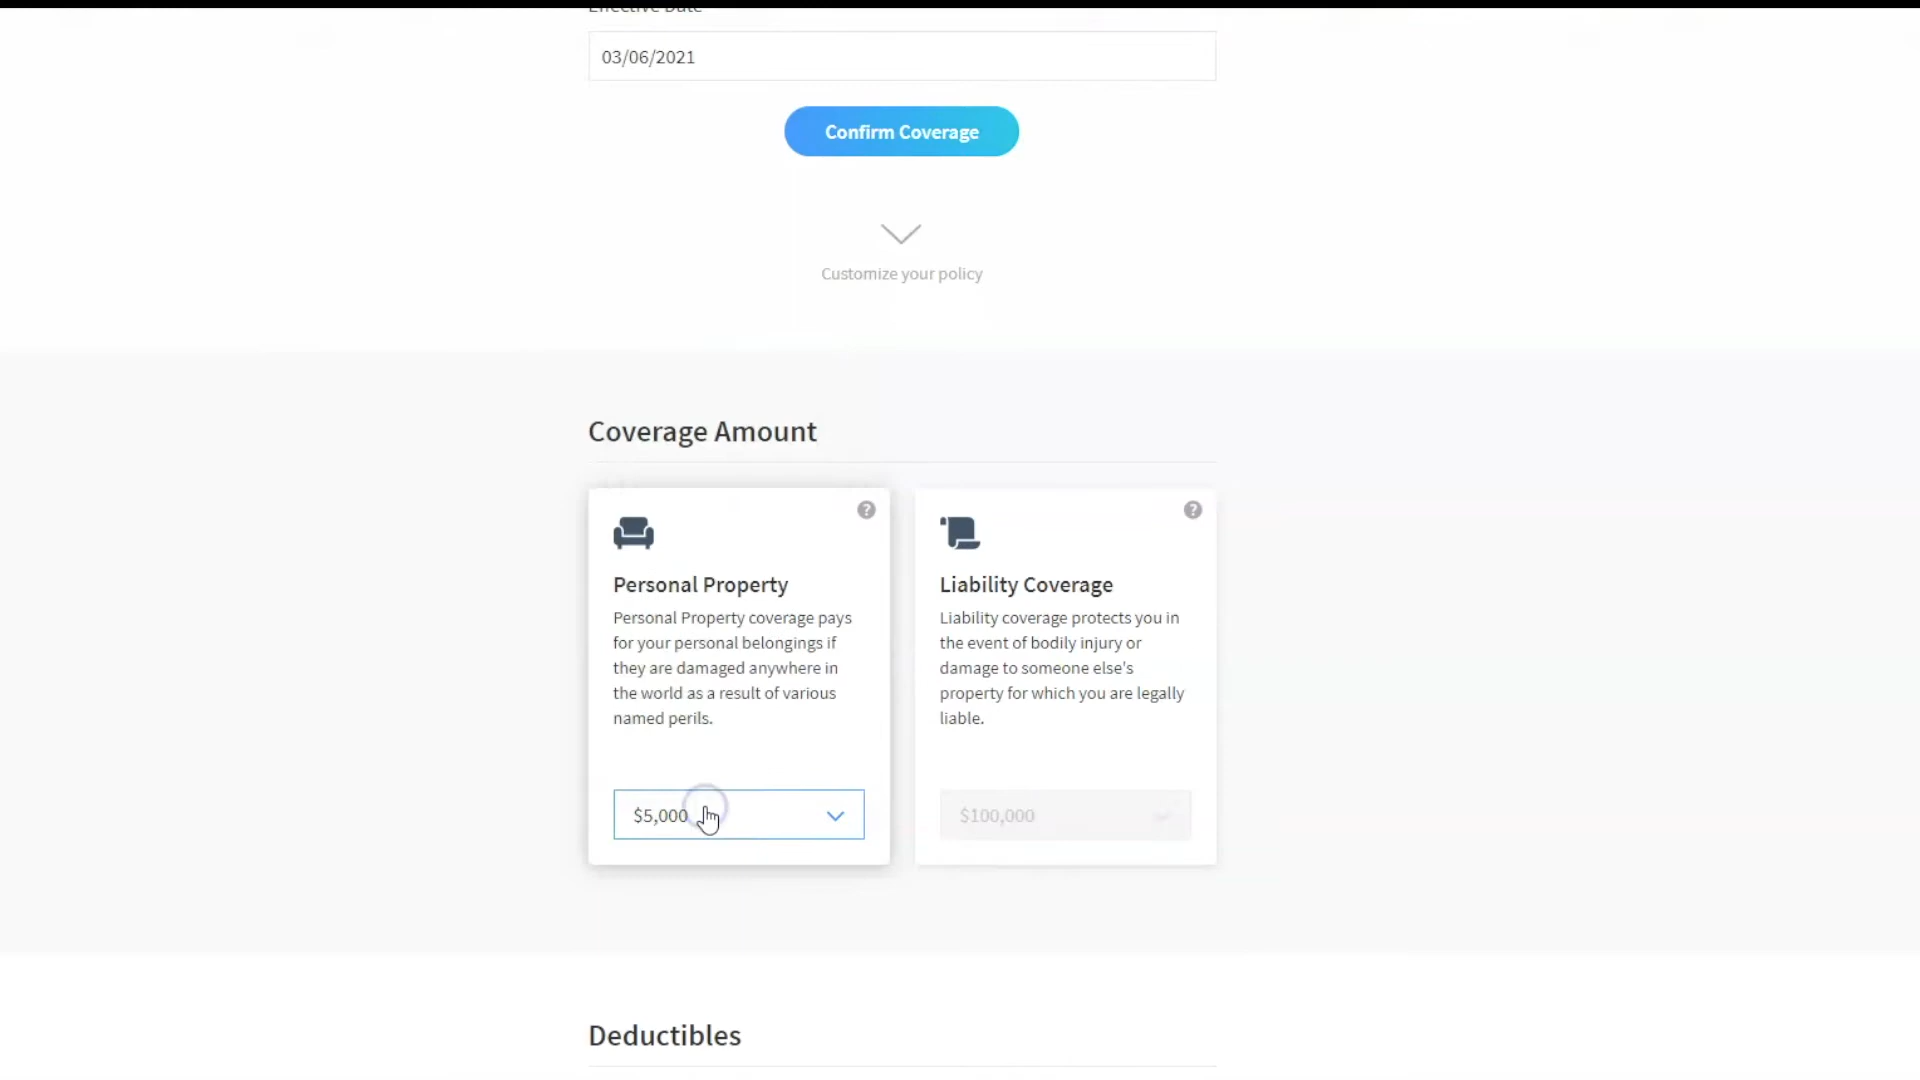 Effective Date
03/06/2021
Confirm Coverage
Customize your policy
Coverage Amount
?
?
Personal Property
Personal Property coverage pays
for your personal belongings if
they are damaged anywhere in
the world as a result of various
named perils.
$5,000
Liability Coverage
Liability coverage protects you in
the event of bodily injury or
damage to someone else's
property for which you are legally
liable.
$100,000
Deductibles